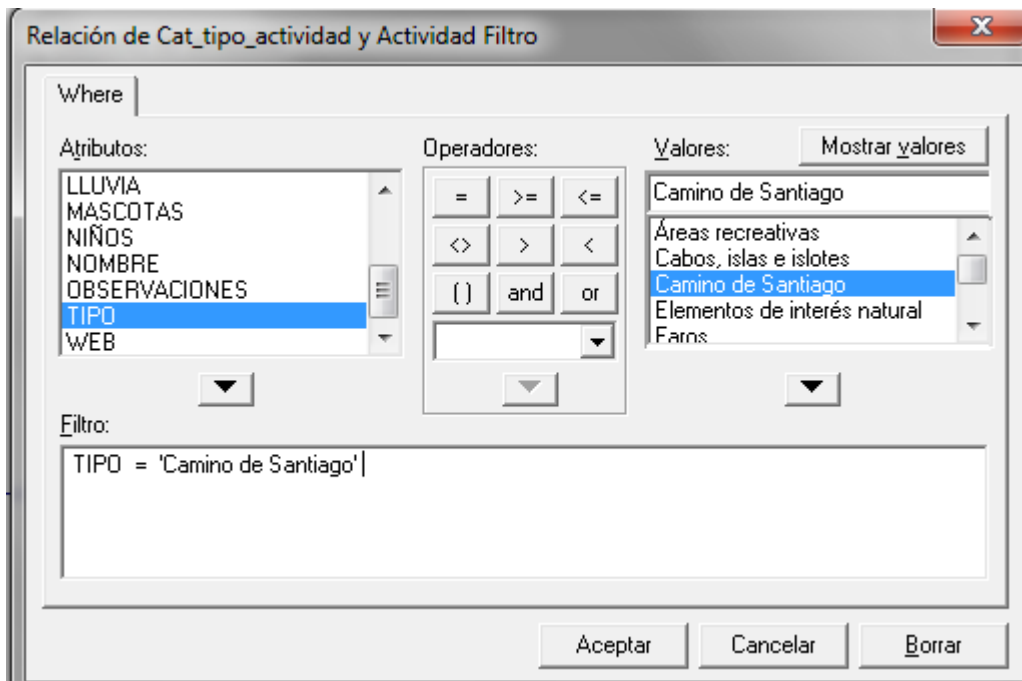 Relación de Cat_tipo_actividad y Actividad Filtro
x
Where
Atributos:
LLUVIA
MASCOTAS
NIÑOS
NOMBRE
OBSERVACIONES
TIPO
WEB
Operadores:
= >= <=
<> > <
( ) and or
Valores:
Mostrar valores
Camino de Santiago
Áreas recreativas
Cabos, islas e islotes
Camino de Santiago
Elementos de interés natural
Faros
Filtro:
TIPO = 'Camino de Santiago'
Aceptar
Cancelar
Borrar